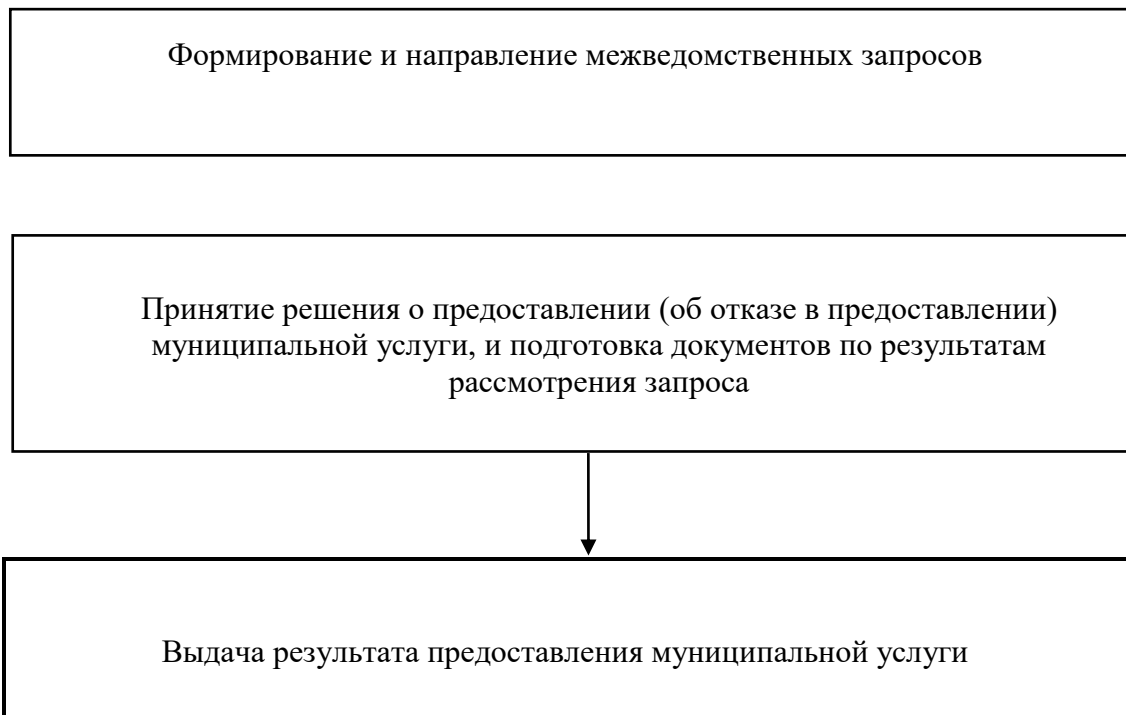 Формирование и направление межведомственных запросов
Принятие решения о предоставлении (об отказе в предоставлении)
муниципальной услуги, и подготовка документов по результатам
рассмотрения запроса
Выдача результата предоставления муниципальной услуги